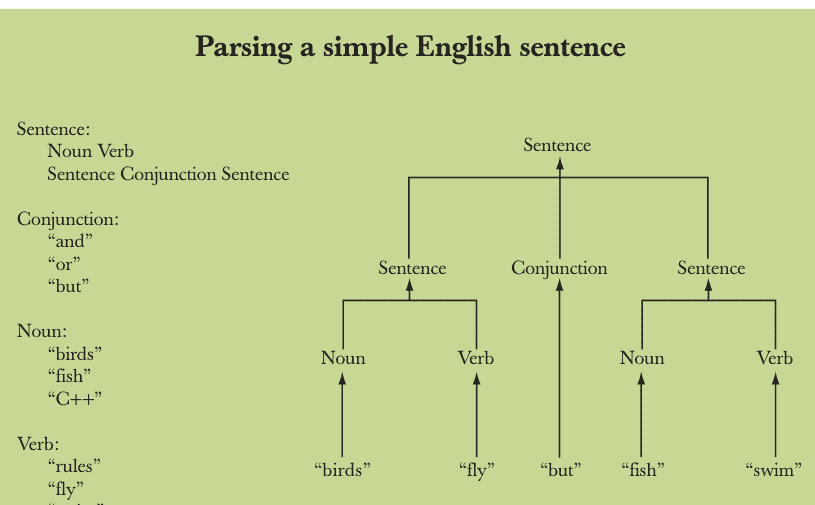 Parsing a simple English sentence
Sentence:
Noun Verb
Sentence Conjunction Sentence
Conjunction:
“and”
“or”
“but”
Noun:
“birds”
“fish”
“C++”
Verb:
“rules”
“fly”
Sentence
Sentence Conjunction Sentence
Noun Verb Noun Verb
“birds” “fly” “but” “fish” “swim”